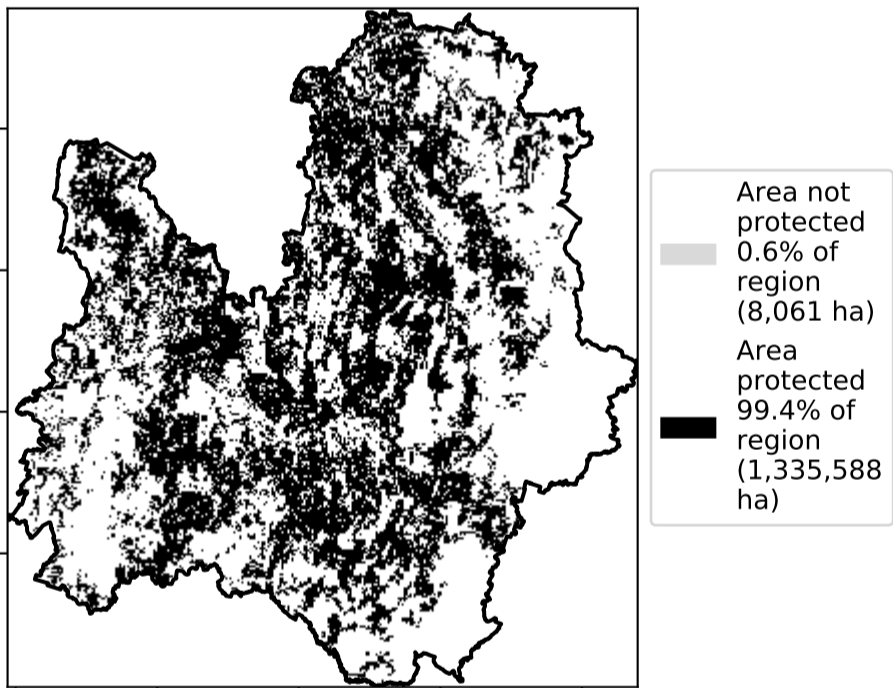 Area not
protected
0.6% of
region
(8,061 ha)
Area
protected
99.4% of
region
(1,335,588
ha)